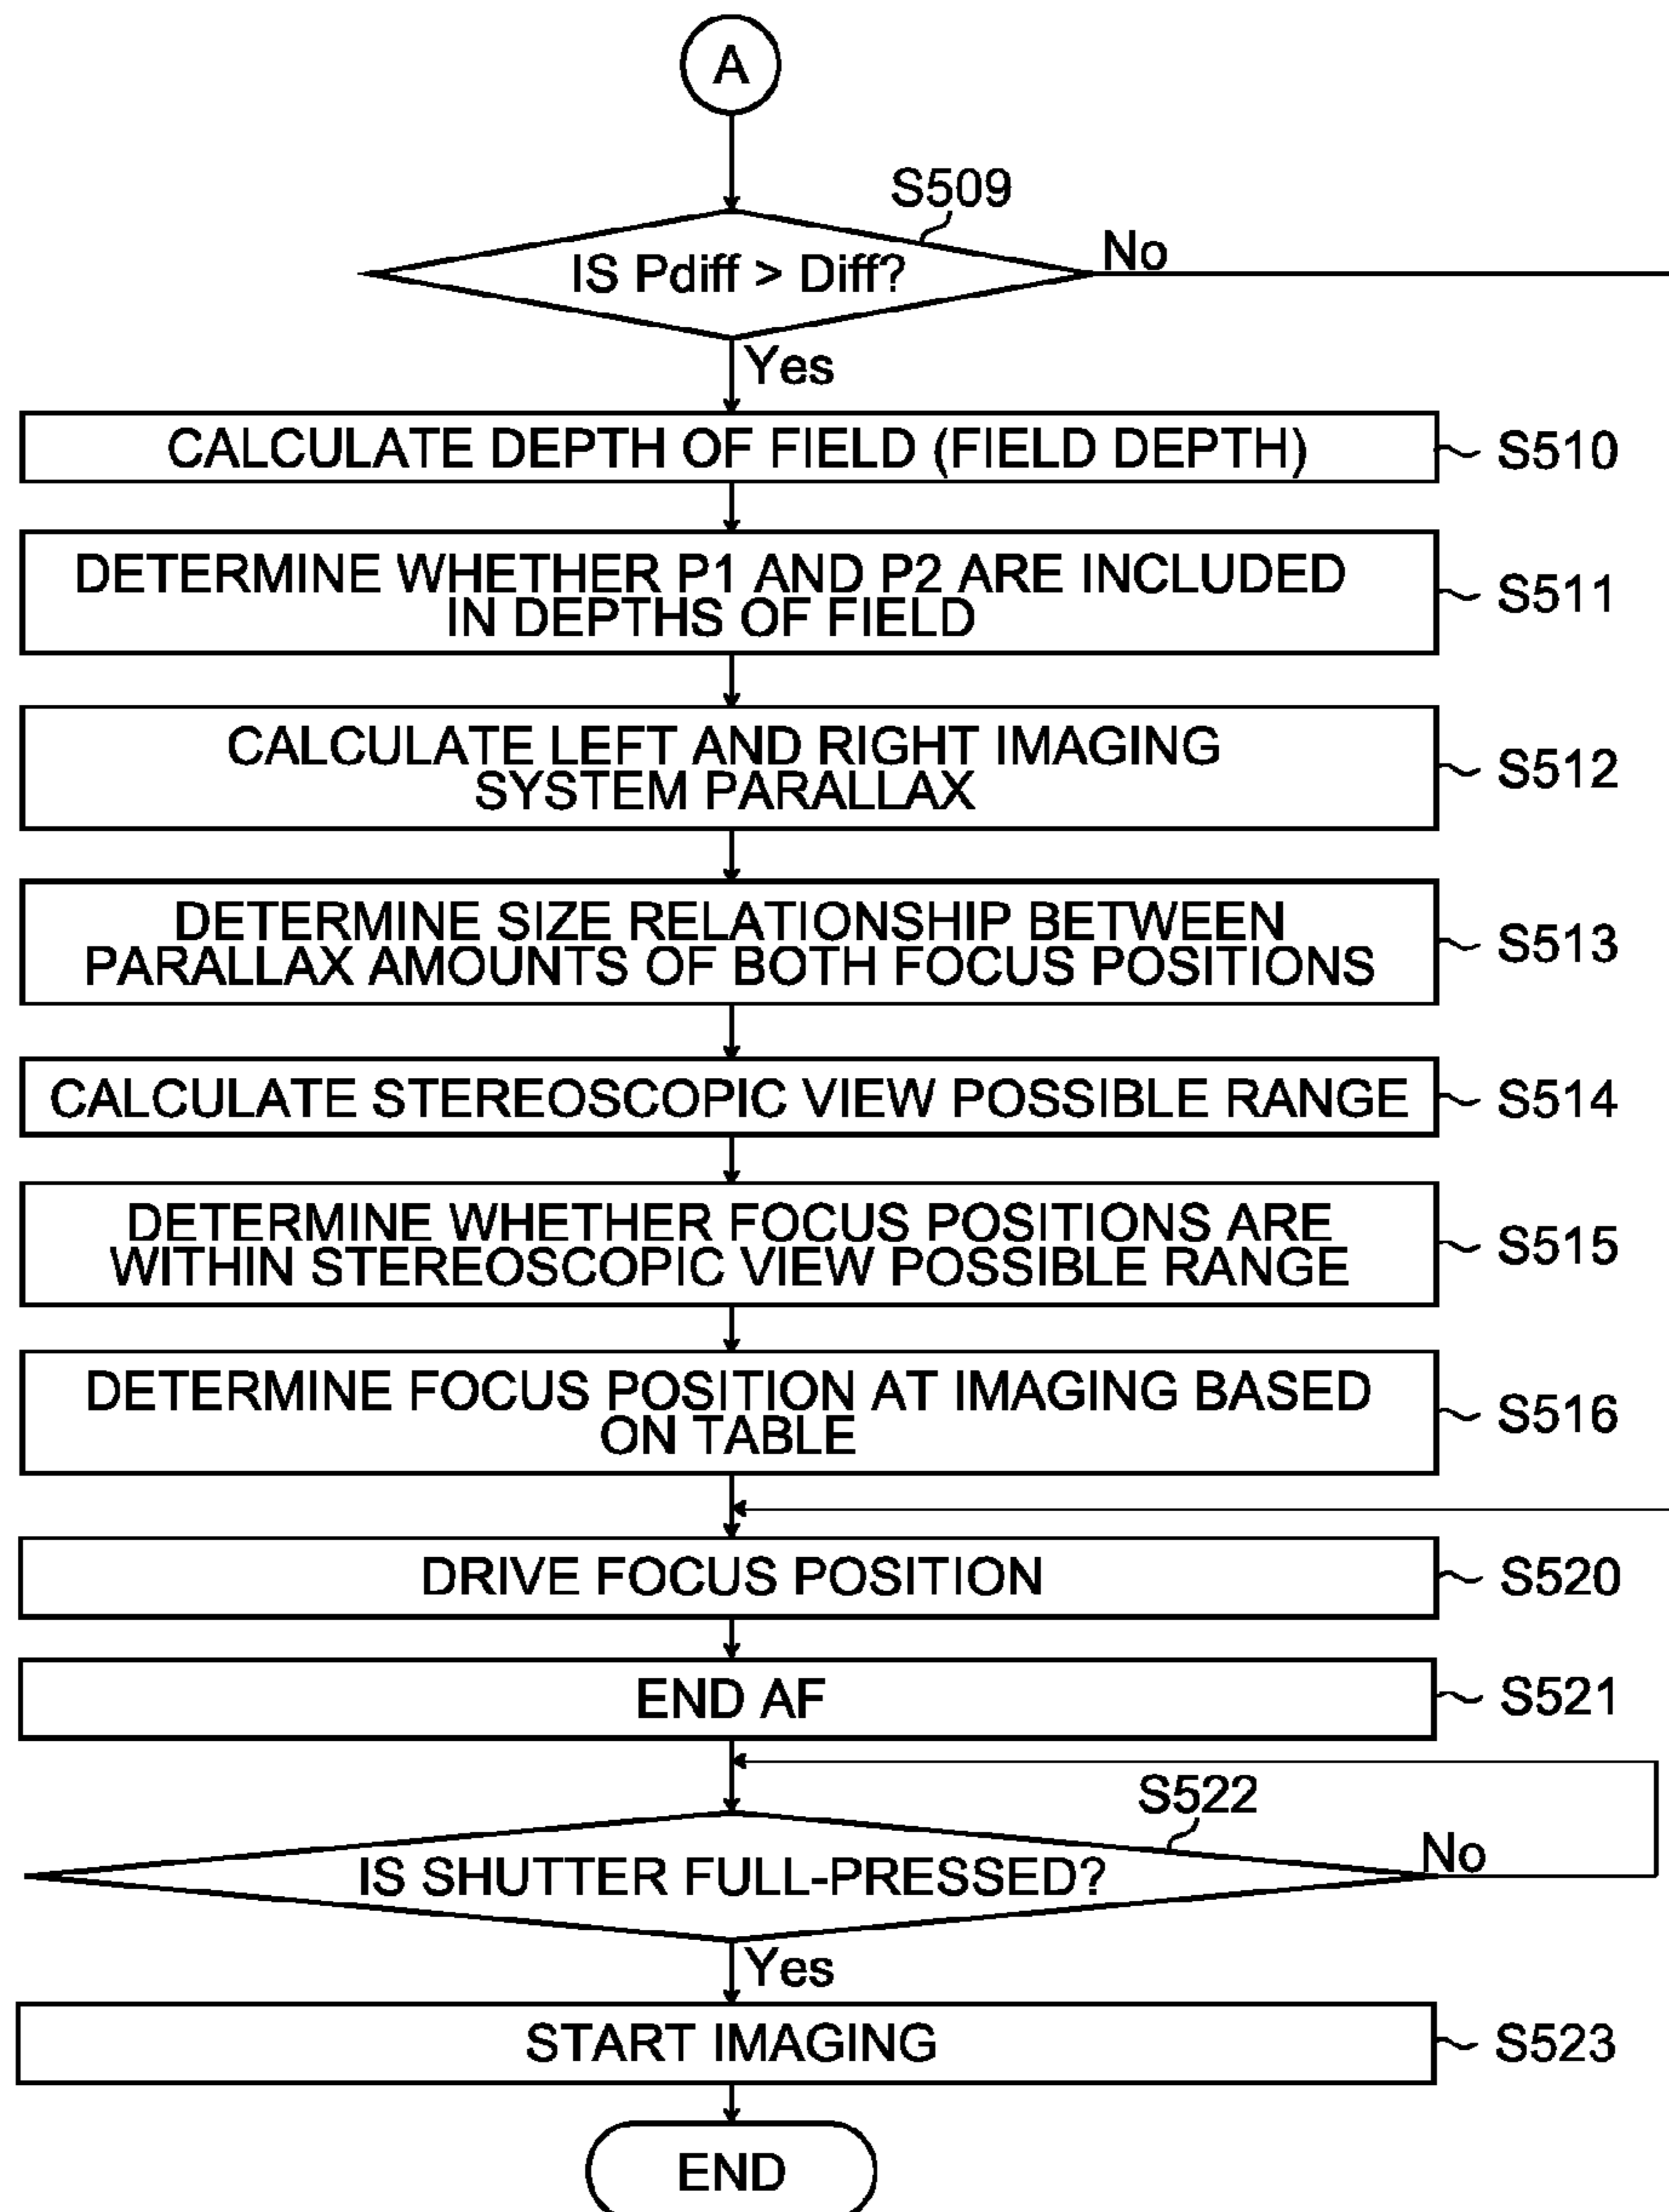 A
S509
IS Pdiff > Diff?
No
Yes
CALCULATE DEPTH OF FIELD (FIELD DEPTH)
S510
DETERMINE WHETHER P1 AND P2 ARE INCLUDED
IN DEPTHS OF FIELD
S511
CALCULATE LEFT AND RIGHT IMAGING
SYSTEM PARALLAX
S512
DETERMINE SIZE RELATIONSHIP BETWEEN
PARALLAX AMOUNTS OF BOTH FOCUS POSITIONS
S513
CALCULATE STEREOSCOPIC VIEW POSSIBLE RANGE
S514
DETERMINE WHETHER FOCUS POSITIONS ARE
WITHIN STEREOSCOPIC VIEW POSSIBLE RANGE
S515
DETERMINE FOCUS POSITION AT IMAGING BASED
ON TABLE
S516
DRIVE FOCUS POSITION
S520
END AF
S521
S522
IS SHUTTER FULL-PRESSED?
No
Yes
START IMAGING
S523
END